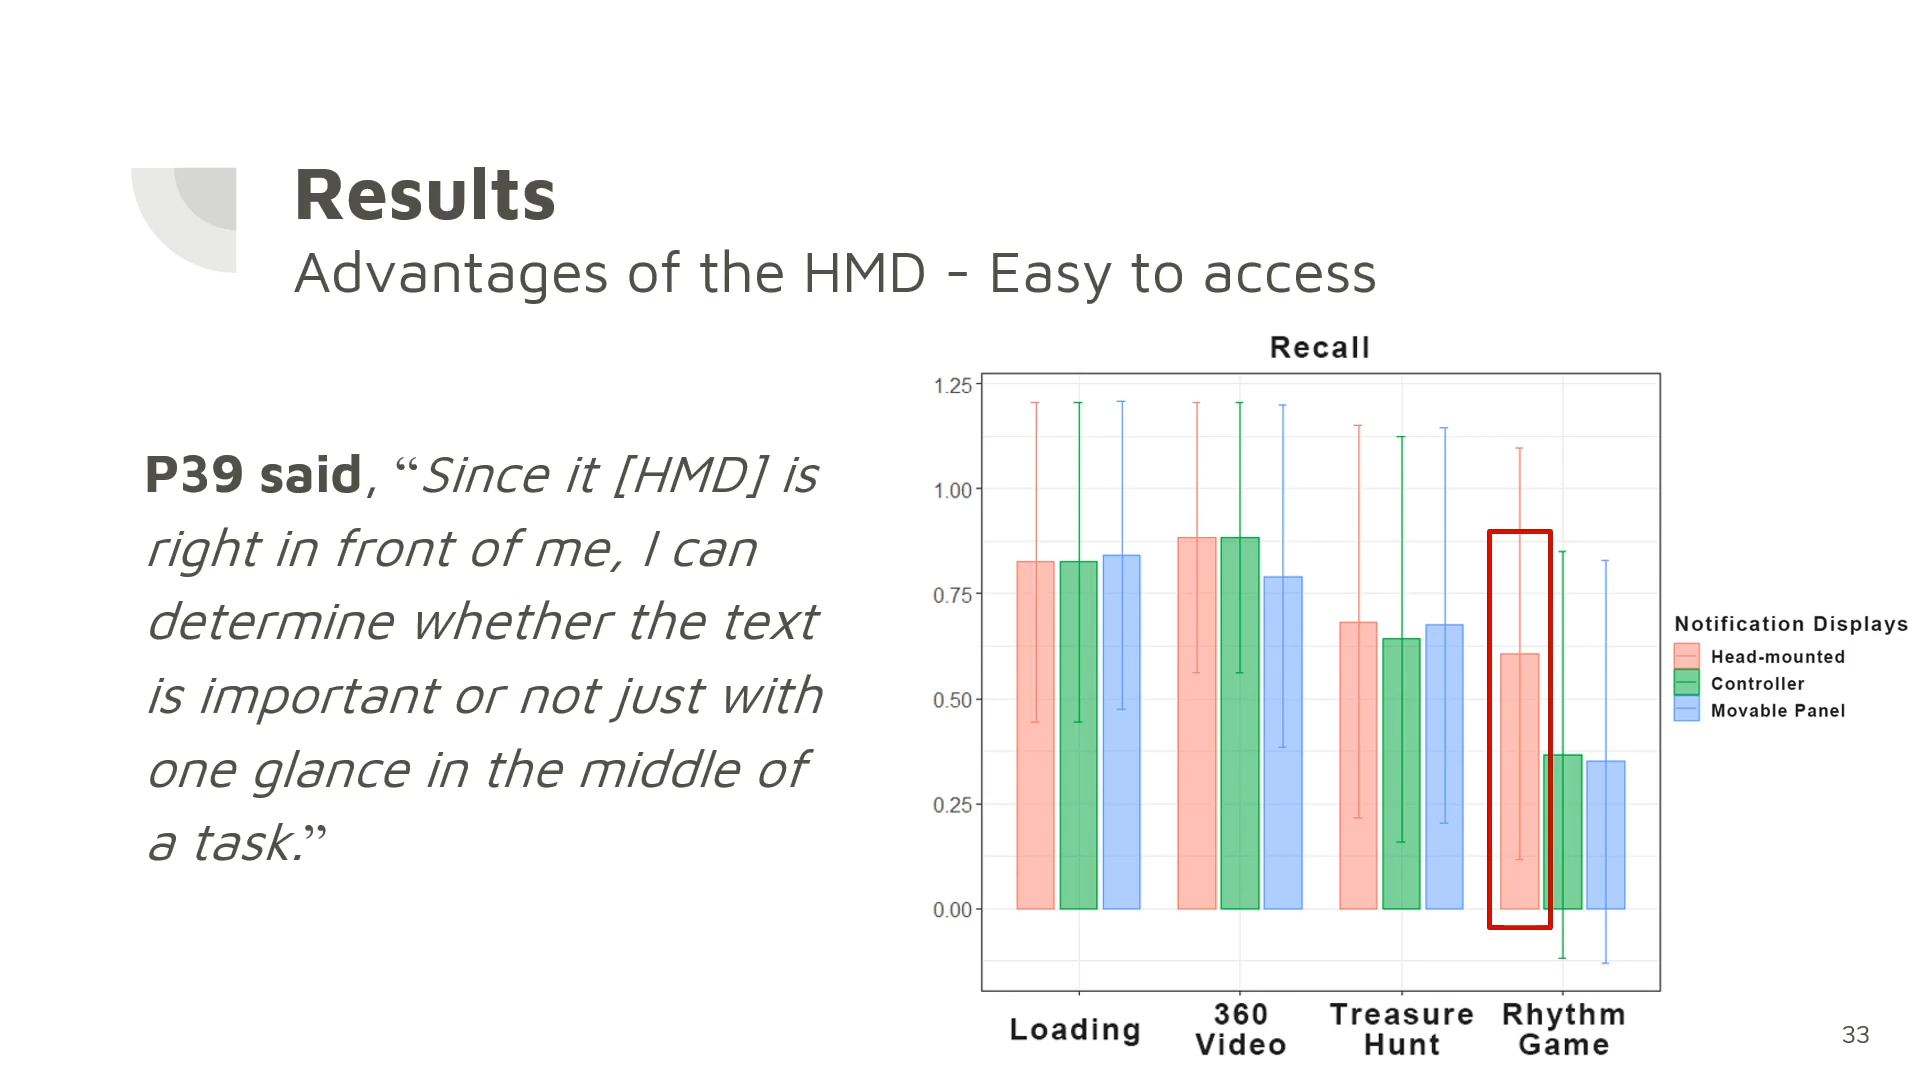 Results
Advantages of the HMD - Easy to access
P39 said, “Since it [HMD] is
right in front of me, I can
determine whether the text
is important or not just with
one glance in the middle of
a task.”
Recall
1.25
1.00
0.75
0.50
0.25
0.00
Loading
360
Video
Treasure
Hunt
Rhythm
Game
Notification Displays
Head-mounted
Controller
Movable Panel
33